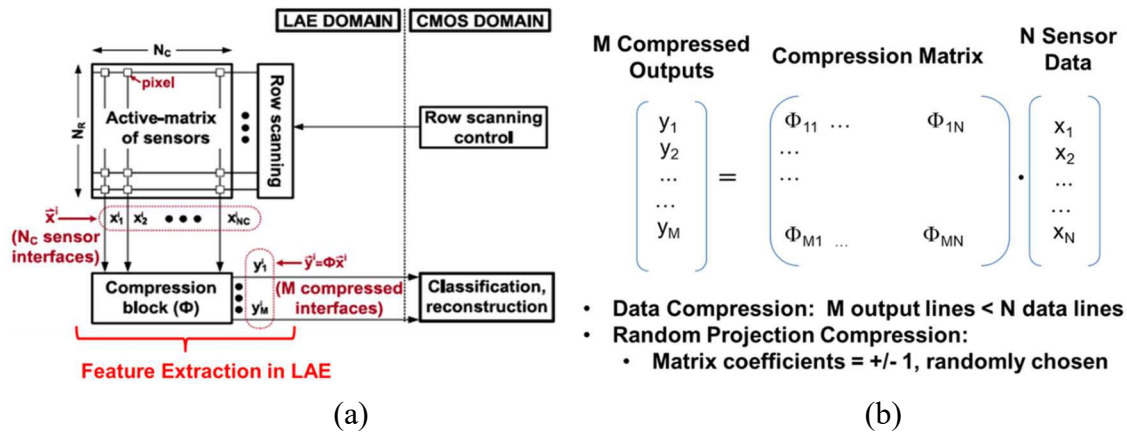 LAE DOMAIN
CMOS DOMAIN
N_C
N_R
pixel
Active-matrix
of sensors
Row scanning
Row scanning
control
x⃗^i
(N_C sensor
interfaces)
x^i_1 x^i_2 ● ● ● x^i_NC
Compression
block (Φ)
y^i_1
y^i_M
y⃗^i=Φx⃗^i
(M compressed
interfaces)
Classification,
reconstruction
Feature Extraction in LAE
(a)
M Compressed
Outputs
Compression Matrix
N Sensor
Data
y_1
y_2
...
...
y_M
=
Φ_11 ... Φ_1N
...
...
Φ_M1 ... Φ_MN
·
x_1
x_2
...
...
x_N
• Data Compression: M output lines < N data lines
• Random Projection Compression:
• Matrix coefficients = +/- 1, randomly chosen
(b)